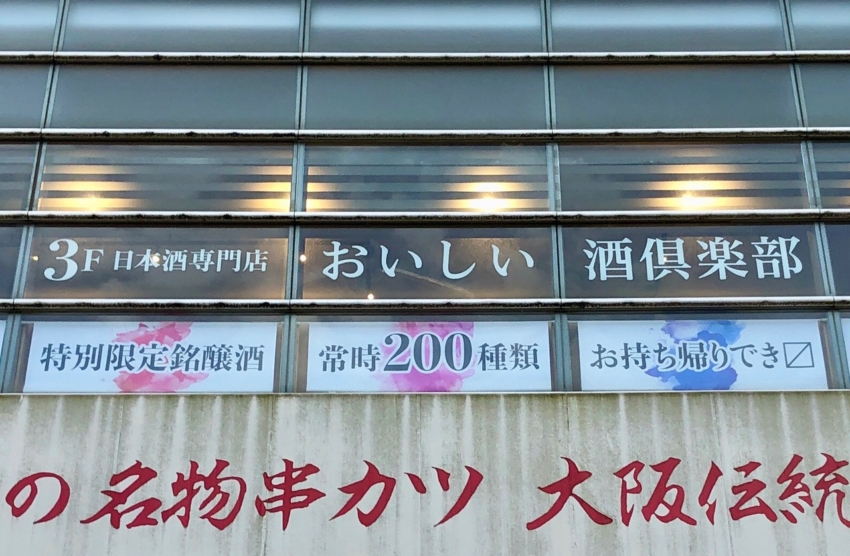 3F 日本酒専門店 おいしい 酒倶楽部
特別限定銘醸酒 常時200種類 お持ち帰りでき〼
の名物串カツ 大阪伝統